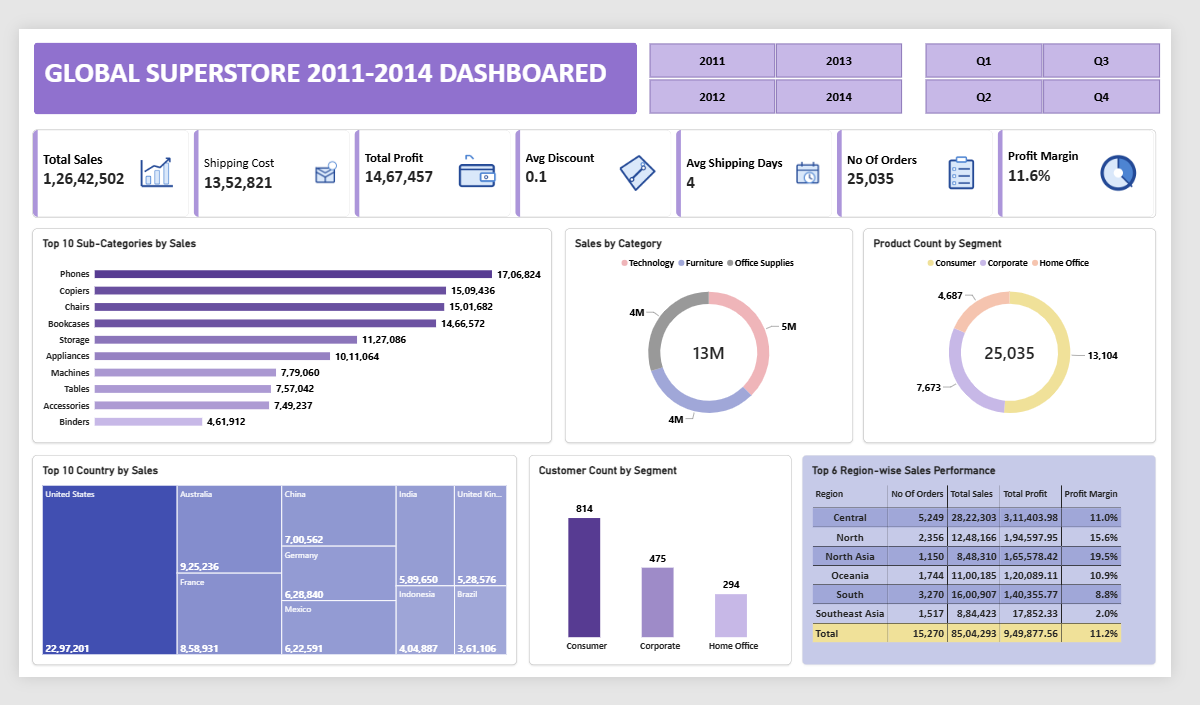 GLOBAL SUPERSTORE 2011-2014 DASHBOARED
2011 2013
2012 2014
Q1 Q3
Q2 Q4
Total Sales
1,26,42,502
Shipping Cost
13,52,821
Total Profit
14,67,457
Avg Discount
0.1
Avg Shipping Days
4
No Of Orders
25,035
Profit Margin
11.6%
Top 10 Sub-Categories by Sales
Phones 17,06,824
Copiers 15,09,436
Chairs 15,01,682
Bookcases 14,66,572
Storage 11,27,086
Appliances 10,11,064
Machines 7,79,060
Tables 7,57,042
Accessories 7,49,237
Binders 4,61,912
Sales by Category
Technology Furniture Office Supplies
4M
5M
13M
4M
Product Count by Segment
Consumer Corporate Home Office
4,687
25,035
13,104
7,673
Top 10 Country by Sales
United States
22,97,201
Australia
9,25,236
France
8,58,931
China
7,00,562
Germany
6,28,840
Mexico
6,22,591
India
5,89,650
United Kin...
5,28,576
Indonesia
4,04,887
Brazil
3,61,106
Customer Count by Segment
814
475
294
Consumer Corporate Home Office
Top 6 Region-wise Sales Performance
Region No Of Orders Total Sales Total Profit Profit Margin
Central 5,249 28,22,303 3,11,403.98 11.0%
North 2,356 12,48,166 1,94,597.95 15.6%
North Asia 1,150 8,48,310 1,65,578.42 19.5%
Oceania 1,744 11,00,185 1,20,089.11 10.9%
South 3,270 16,00,907 1,40,355.77 8.8%
Southeast Asia 1,517 8,84,423 17,852.33 2.0%
Total 15,270 85,04,293 9,49,877.56 11.2%